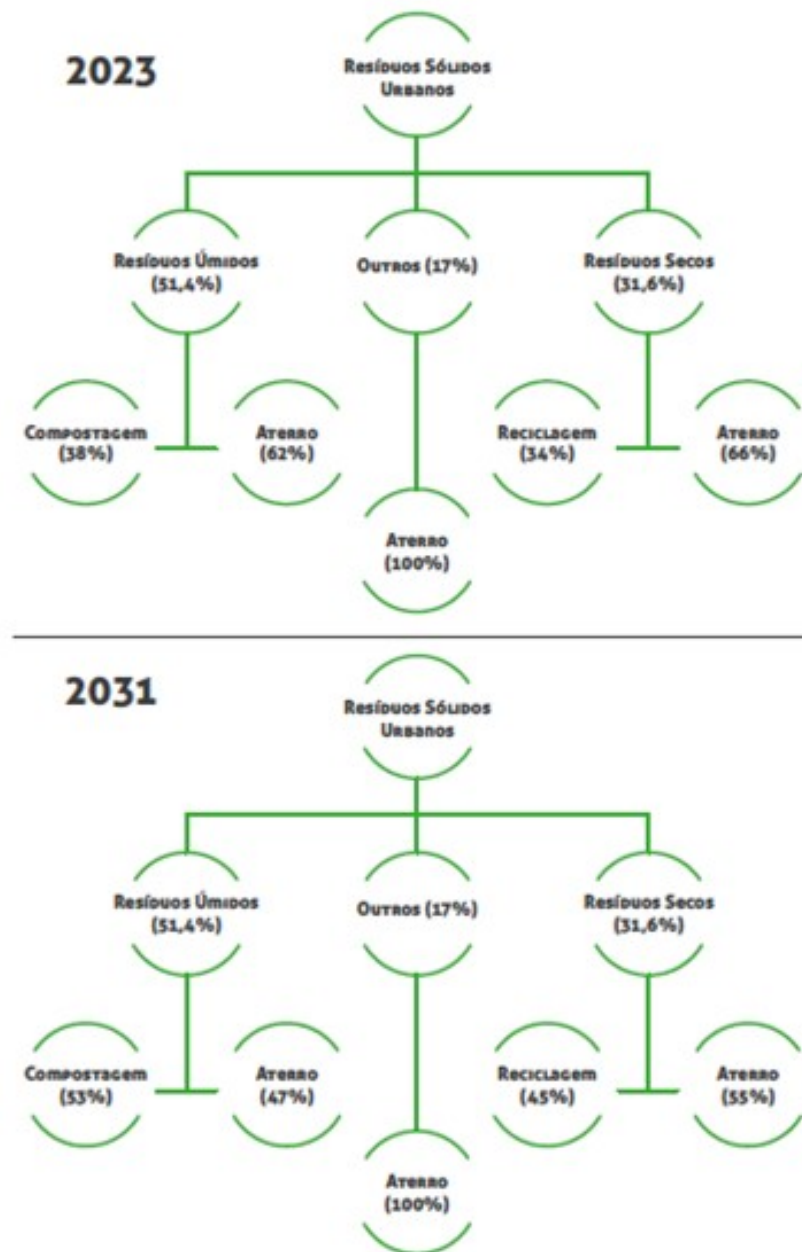 2023
Resíduos Sólidos
Urbanos
Resíduos Úmidos
(51,4%)
Outros (17%)
Resíduos Secos
(31,6%)
Compostagem
(38%)
Aterro
(62%)
Reciclagem
(34%)
Aterro
(66%)
Aterro
(100%)
2031
Resíduos Sólidos
Urbanos
Resíduos Úmidos
(51,4%)
Outros (17%)
Resíduos Secos
(31,6%)
Compostagem
(53%)
Aterro
(47%)
Reciclagem
(45%)
Aterro
(55%)
Aterro
(100%)